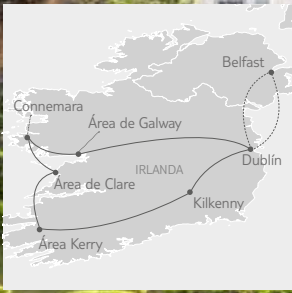 Belfast
Connemara
Área de Galway
Dublín
IRLANDA
Área de Clare
Kilkenny
Área Kerry